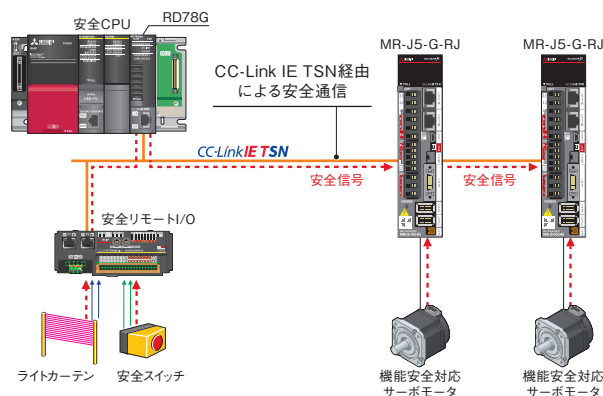 安全CPU
RD78G
MR-J5-G-RJ
MR-J5-G-RJ
CC-Link IE TSN経由
による安全通信
CC-Link IE TSN
安全信号
安全信号
安全リモートI/O
ライトカーテン
安全スイッチ
機能安全対応
サーボモータ
機能安全対応
サーボモータ